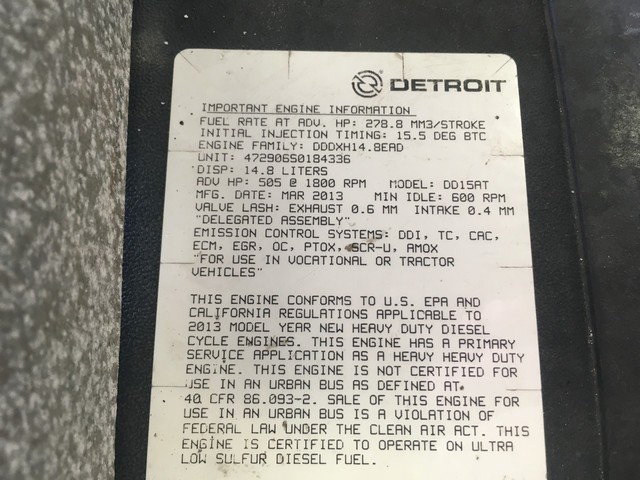 DETROIT
IMPORTANT ENGINE INFORMATION
FUEL RATE AT ADV. HP: 278.8 MM3/STROKE
INITIAL INJECTION TIMING: 15.5 DEG BTC
ENGINE FAMILY: DDDXH14.8EAD
UNIT: 472906S0184336
DISP: 14.8 LITERS
ADV HP: 505 @ 1800 RPM MODEL: DD15AT
MFG. DATE: MAR 2013 MIN IDLE: 600 RPM
VALVE LASH: EXHAUST 0.6 MM INTAKE 0.4 MM
"DELEGATED ASSEMBLY"
EMISSION CONTROL SYSTEMS: DDI, TC, CAC,
ECM, EGR, OC, PTOX, SCR-U, AMOX
"FOR USE IN VOCATIONAL OR TRACTOR
VEHICLES"
THIS ENGINE CONFORMS TO U.S. EPA AND
CALIFORNIA REGULATIONS APPLICABLE TO
2013 MODEL YEAR NEW HEAVY DUTY DIESEL
CYCLE ENGINES. THIS ENGINE HAS A PRIMARY
SERVICE APPLICATION AS A HEAVY HEAVY DUTY
ENGINE. THIS ENGINE IS NOT CERTIFIED FOR
USE IN AN URBAN BUS AS DEFINED AT
40 CFR 86.093-2. SALE OF THIS ENGINE FOR
USE IN AN URBAN BUS IS A VIOLATION OF
FEDERAL LAW UNDER THE CLEAN AIR ACT. THIS
ENGINE IS CERTIFIED TO OPERATE ON ULTRA
LOW SULFUR DIESEL FUEL.